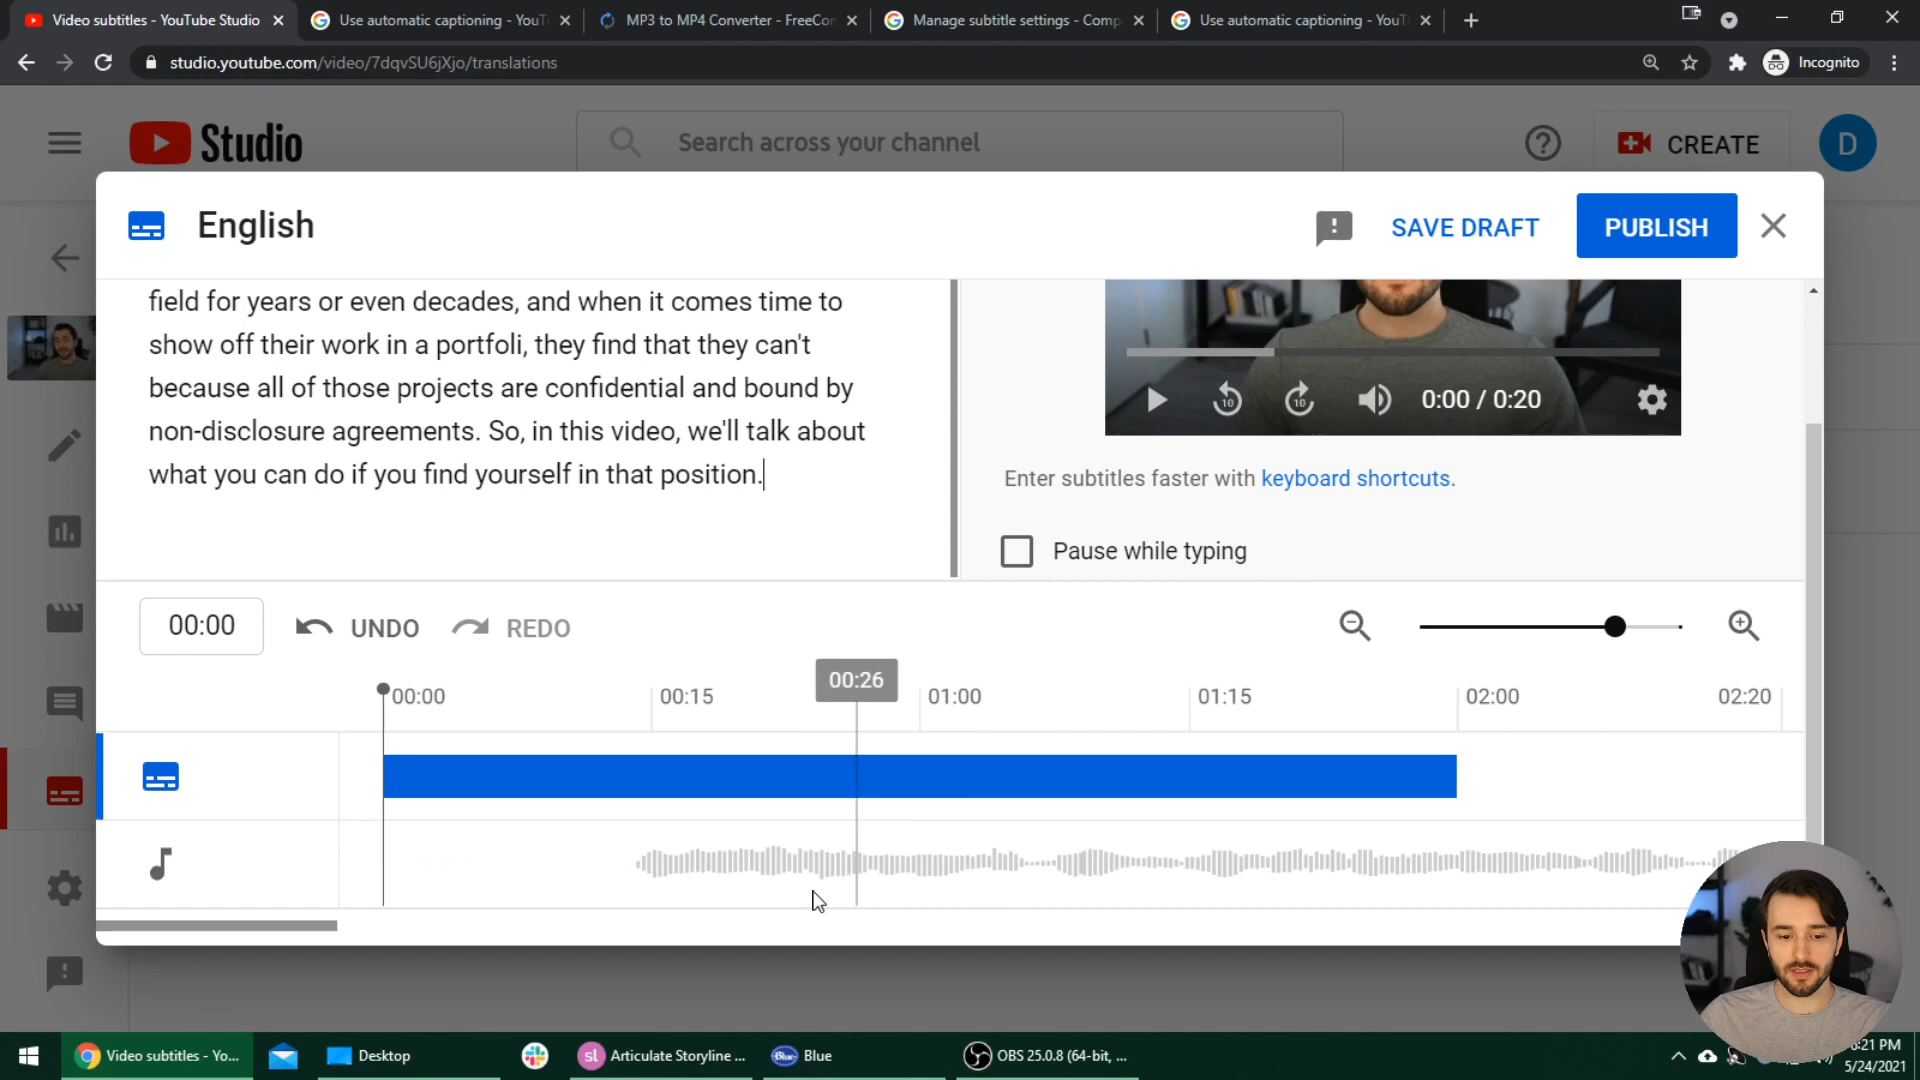 Video subtitles - YouTube Studio
Use automatic captioning - YouT
MP3 to MP4 Converter - FreeCon
Manage subtitle settings - Comp
Use automatic captioning - YouT
studio.youtube.com/video/7dqvSU6jXjo/translations
Incognito
Studio
Search across your channel
CREATE
D
English
SAVE DRAFT
PUBLISH
field for years or even decades, and when it comes time to
show off their work in a portfoli, they find that they can't
because all of those projects are confidential and bound by
non-disclosure agreements. So, in this video, we'll talk about
what you can do if you find yourself in that position.
10
10
0:00 / 0:20
Enter subtitles faster with keyboard shortcuts.
Pause while typing
00:00
UNDO
REDO
00:26
00:00
00:15
01:00
01:15
02:00
02:20
Video subtitles - Yo...
Desktop
sl
Articulate Storyline ...
Blue
Blue
OBS 25.0.8 (64-bit, ...
:21 PM
5/24/2021